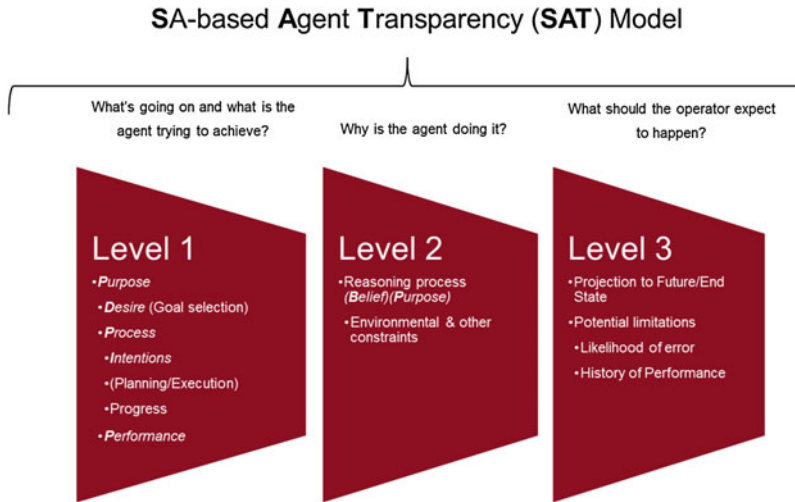 SA-based Agent Transparency (SAT) Model
What's going on and what is the
agent trying to achieve?
Why is the agent doing it?
What should the operator expect
to happen?
Level 1
•Purpose
•Desire (Goal selection)
•Process
•Intentions
•(Planning/Execution)
•Progress
•Performance
Level 2
•Reasoning process
(Belief)(Purpose)
•Environmental & other
constraints
Level 3
•Projection to Future/End
State
•Potential limitations
•Likelihood of error
•History of Performance